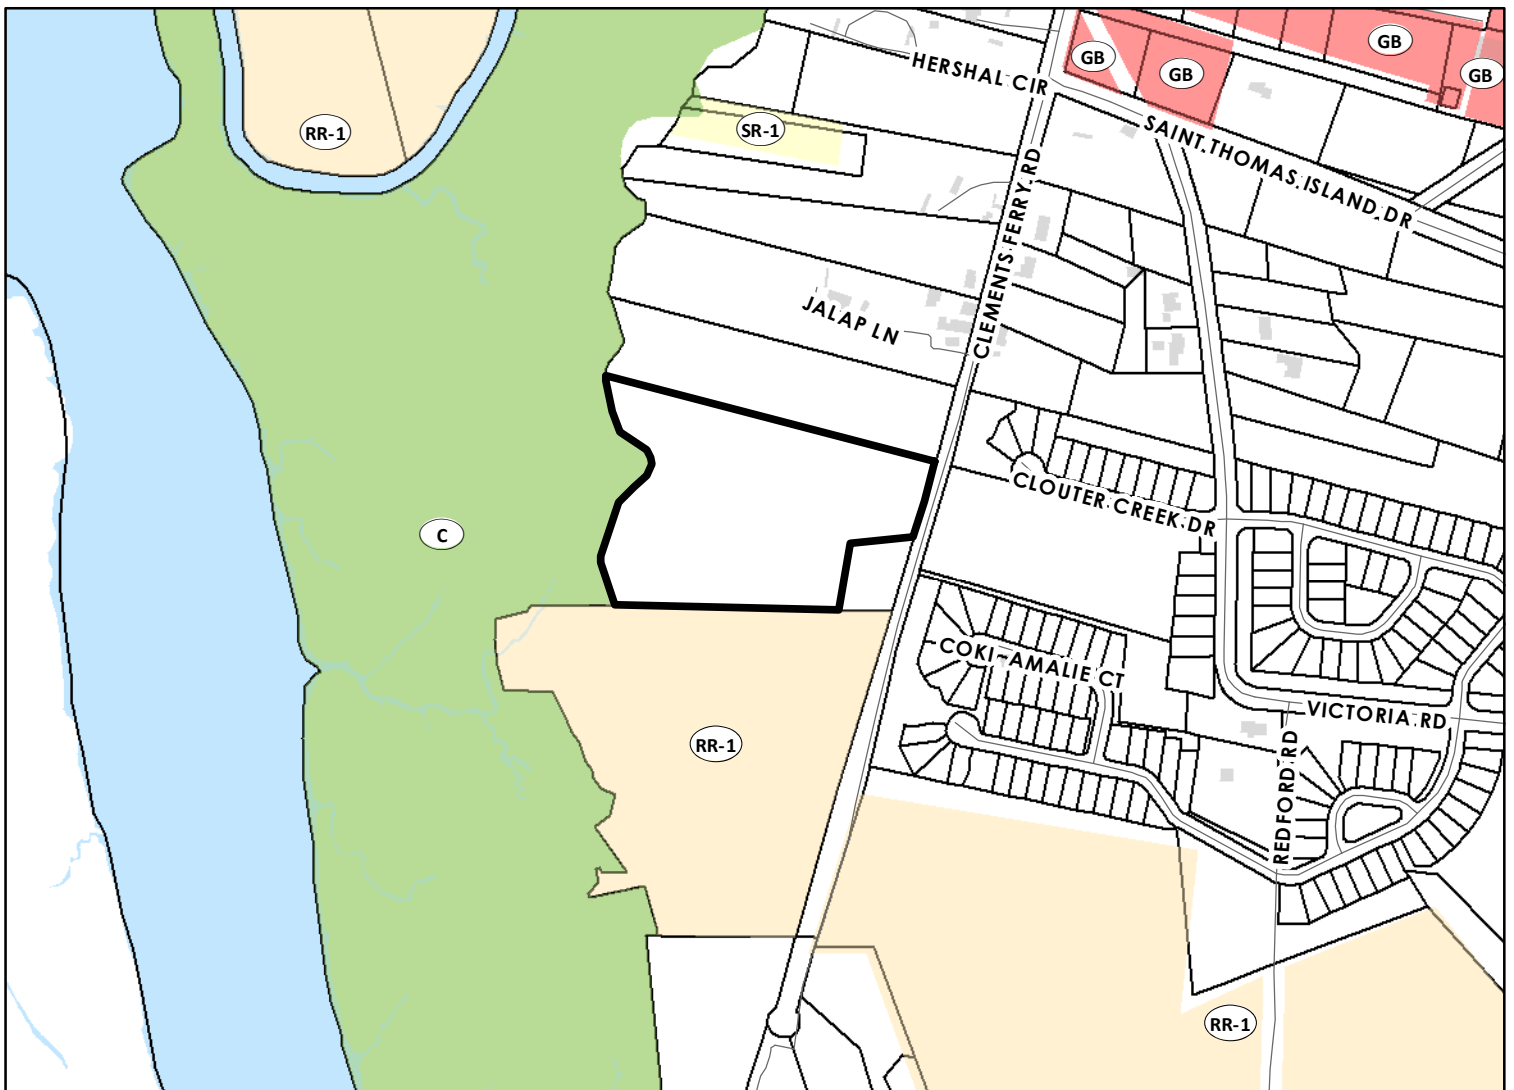 GB
GB
GB
GB
HERSHAL CIR
RR-1
SR-1
SAINT THOMAS ISLAND DR
CLEMENTS FERRY RD
JALAP LN
CLOUTER CREEK DR
C
COKI-AMALIE CT
VICTORIA RD
RR-1
REDFORD RD
RR-1